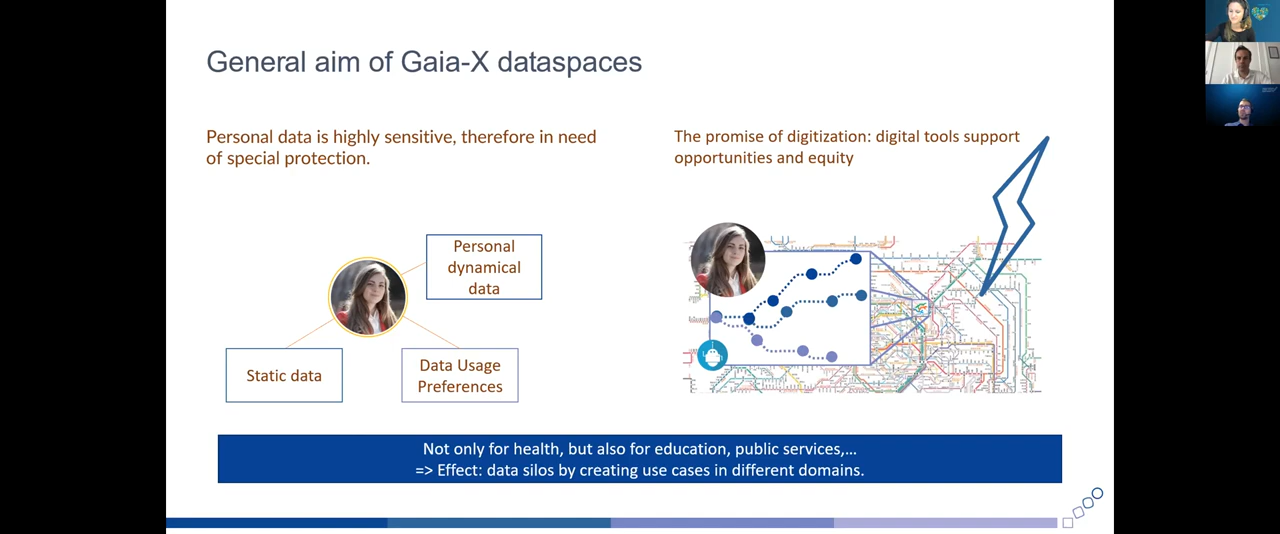 General aim of Gaia-X dataspaces
Personal data is highly sensitive, therefore in need
of special protection.
The promise of digitization: digital tools support
opportunities and equity
Personal
dynamical
data
Static data
Data Usage
Preferences
Not only for health, but also for education, public services,...
=> Effect: data silos by creating use cases in different domains.